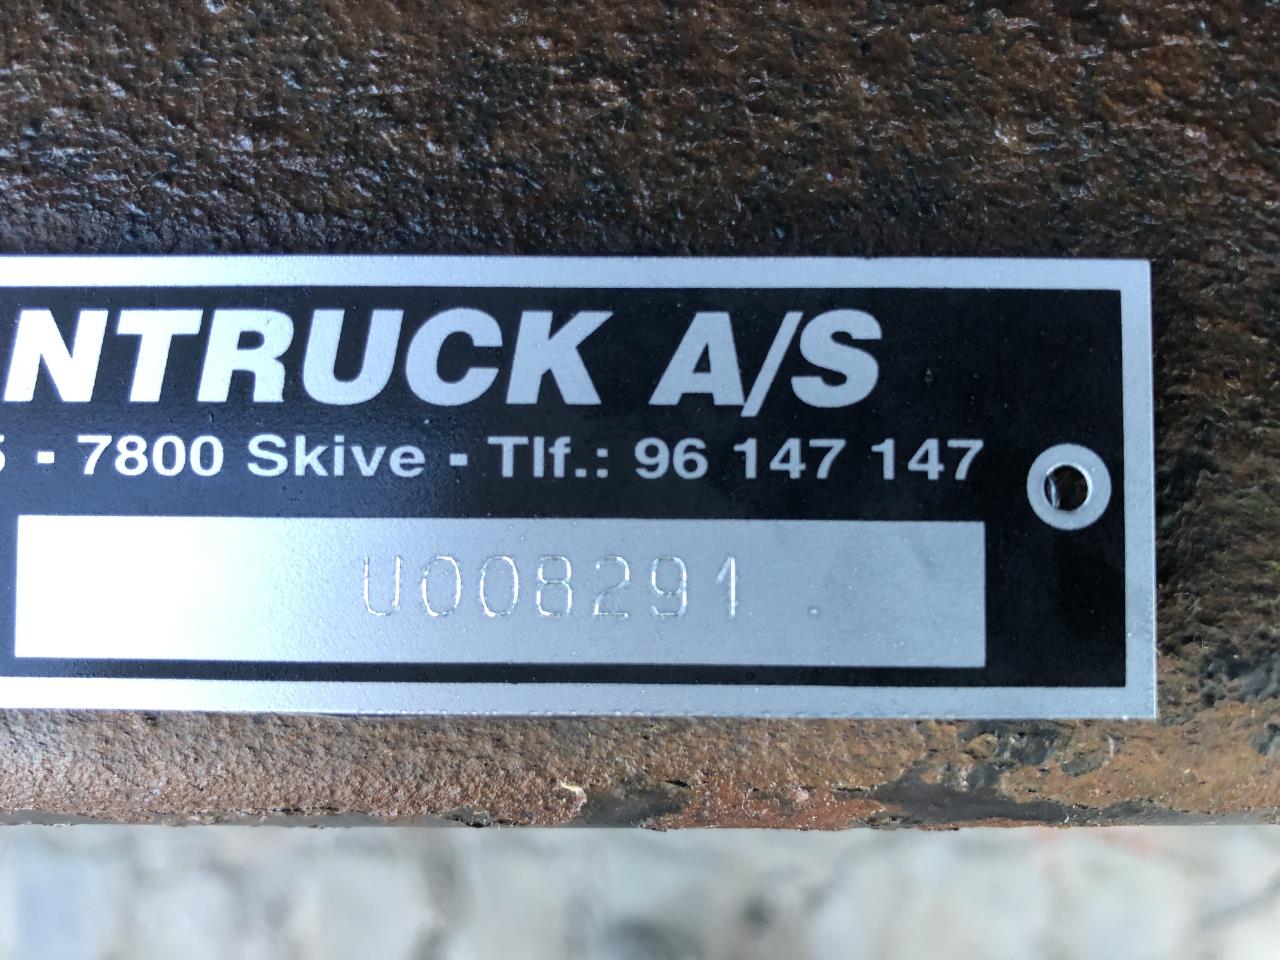 NTRUCK A/S
5 - 7800 Skive - Tlf.: 96 147 147
U008291 .